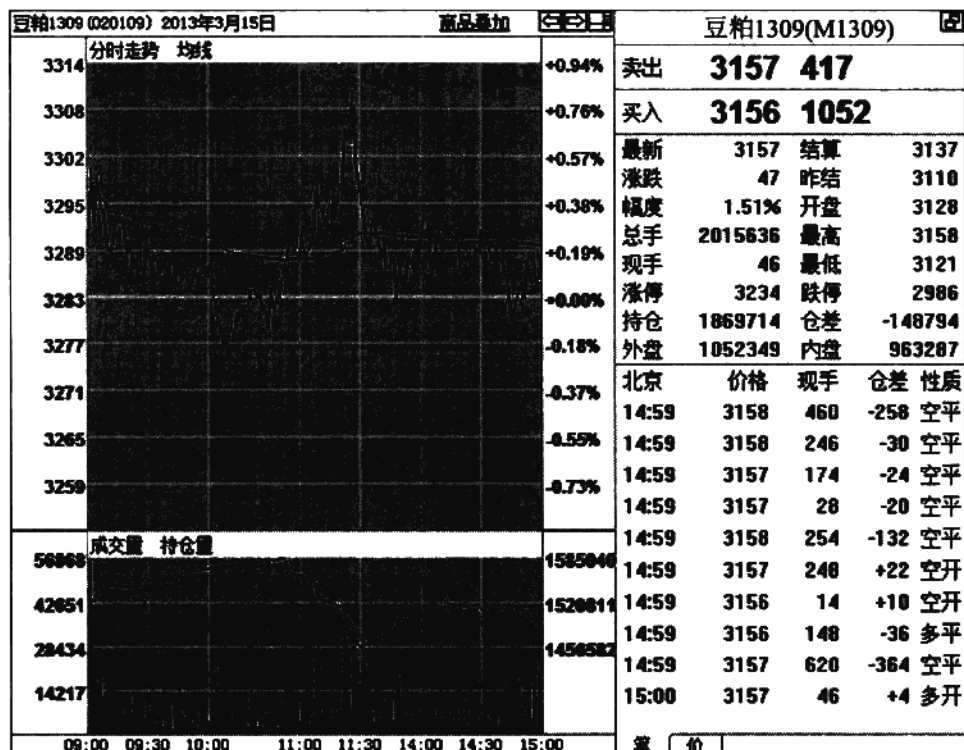 豆粕1309 (020109) 2013年3月15日 商品叠加
分时走势 均线
3314 +0.94%
3308 +0.76%
3302 +0.57%
3295 +0.38%
3289 +0.19%
3283 +0.00%
3277 -0.18%
3271 -0.37%
3265 -0.55%
3259 -0.73%
成交量 持仓量
56868 1585040
42651 1520811
28434 1456582
14217
09:00 09:30 10:00 11:00 11:30 14:00 14:30 15:00
豆粕1309(M1309)
卖出 3157 417
买入 3156 1052
最新 3157 结算 3137
涨跌 47 昨结 3110
幅度 1.51% 开盘 3128
总手 2015636 最高 3158
现手 46 最低 3121
涨停 3234 跌停 2986
持仓 1869714 仓差 -148794
外盘 1052349 内盘 963287
北京 价格 现手 仓差 性质
14:59 3158 460 -258 空平
14:59 3158 246 -30 空平
14:59 3157 174 -24 空平
14:59 3157 28 -20 空平
14:59 3158 254 -132 空平
14:59 3157 248 +22 空开
14:59 3156 14 +10 空开
14:59 3156 148 -36 多平
14:59 3157 620 -364 空平
15:00 3157 46 +4 多开
笔 价